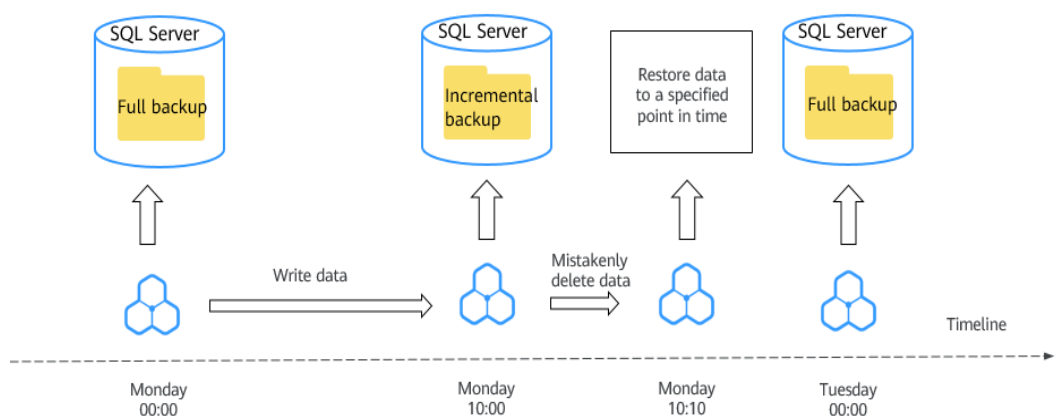 SQL Server
Full backup
SQL Server
Incremental
backup
Restore data
to a specified
point in time
SQL Server
Full backup
Write data
Mistakenly
delete data
Timeline
Monday
00:00
Monday
10:00
Monday
10:10
Tuesday
00:00